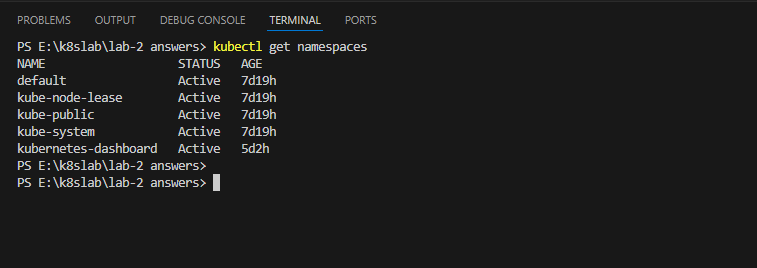 PROBLEMS OUTPUT DEBUG CONSOLE TERMINAL PORTS
PS E:\k8slab\lab-2 answers> kubectl get namespaces
NAME STATUS AGE
default Active 7d19h
kube-node-lease Active 7d19h
kube-public Active 7d19h
kube-system Active 7d19h
kubernetes-dashboard Active 5d2h
PS E:\k8slab\lab-2 answers>
PS E:\k8slab\lab-2 answers>